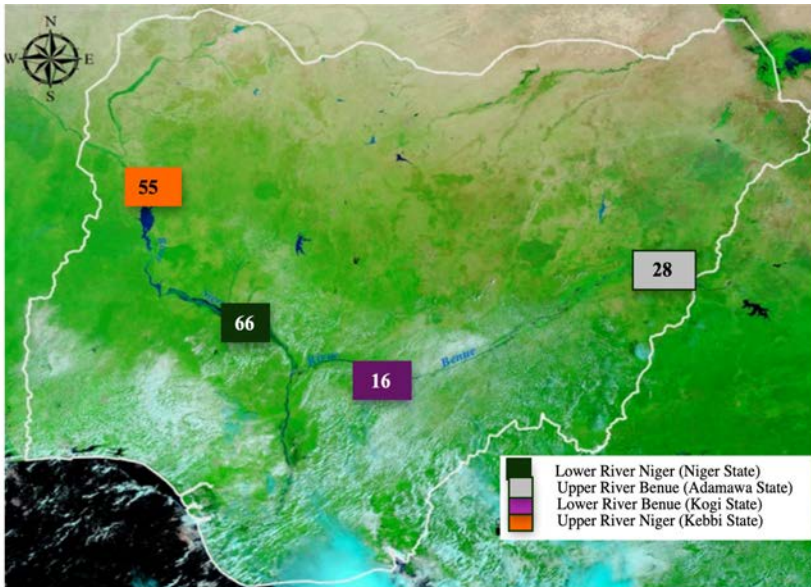 N
W
E
S
55
66
28
16
River
Benue
Lower River Niger (Niger State)
Upper River Benue (Adamawa State)
Lower River Benue (Kogi State)
Upper River Niger (Kebbi State)